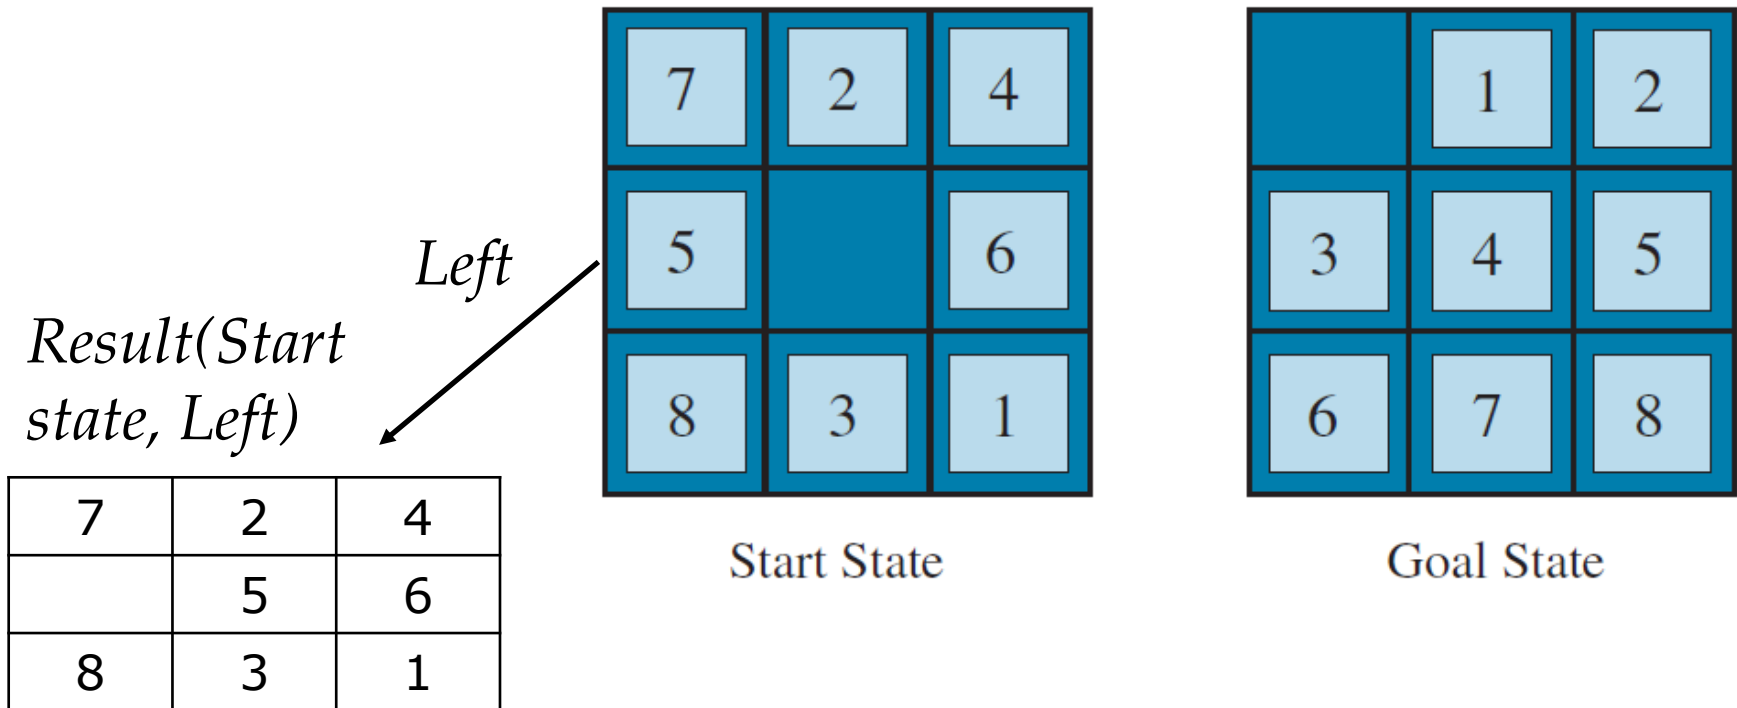 7 2 4
5 6
8 3 1
Start State
1 2
3 4 5
6 7 8
Goal State
Left
Result(Start
state, Left)
7 2 4
5 6
8 3 1